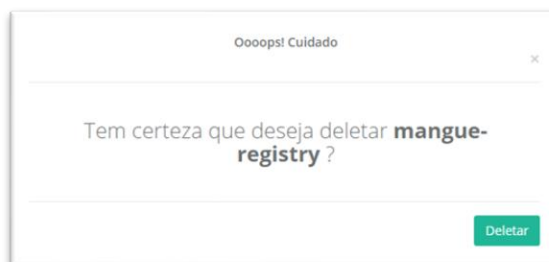 Oooops! Cuidado
×
Tem certeza que deseja deletar mangue-
registry ?
Deletar